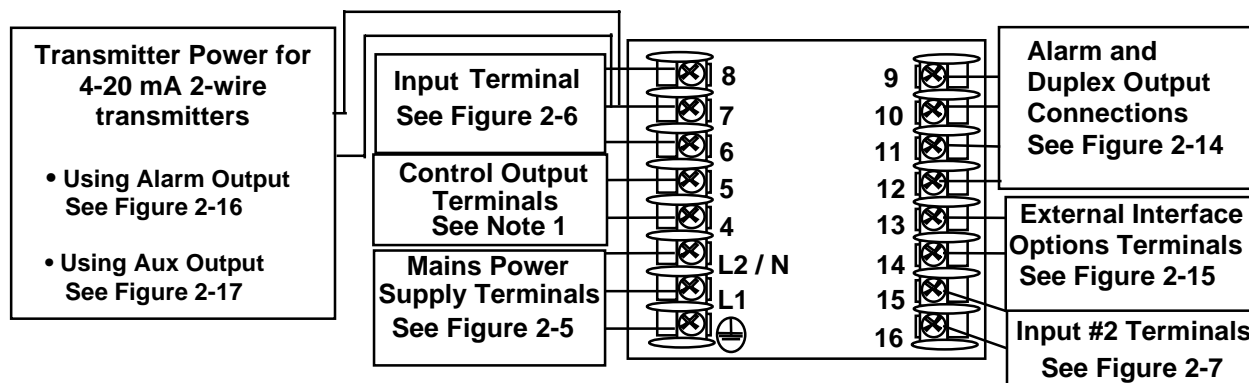 Transmitter Power for
4-20 mA 2-wire
transmitters
• Using Alarm Output
See Figure 2-16
• Using Aux Output
See Figure 2-17
Input Terminal
See Figure 2-6
Control Output
Terminals
See Note 1
Mains Power
Supply Terminals
See Figure 2-5
8
7
6
5
4
L2 / N
L1
9
10
11
12
13
14
15
16
Alarm and
Duplex Output
Connections
See Figure 2-14
External Interface
Options Terminals
See Figure 2-15
Input #2 Terminals
See Figure 2-7